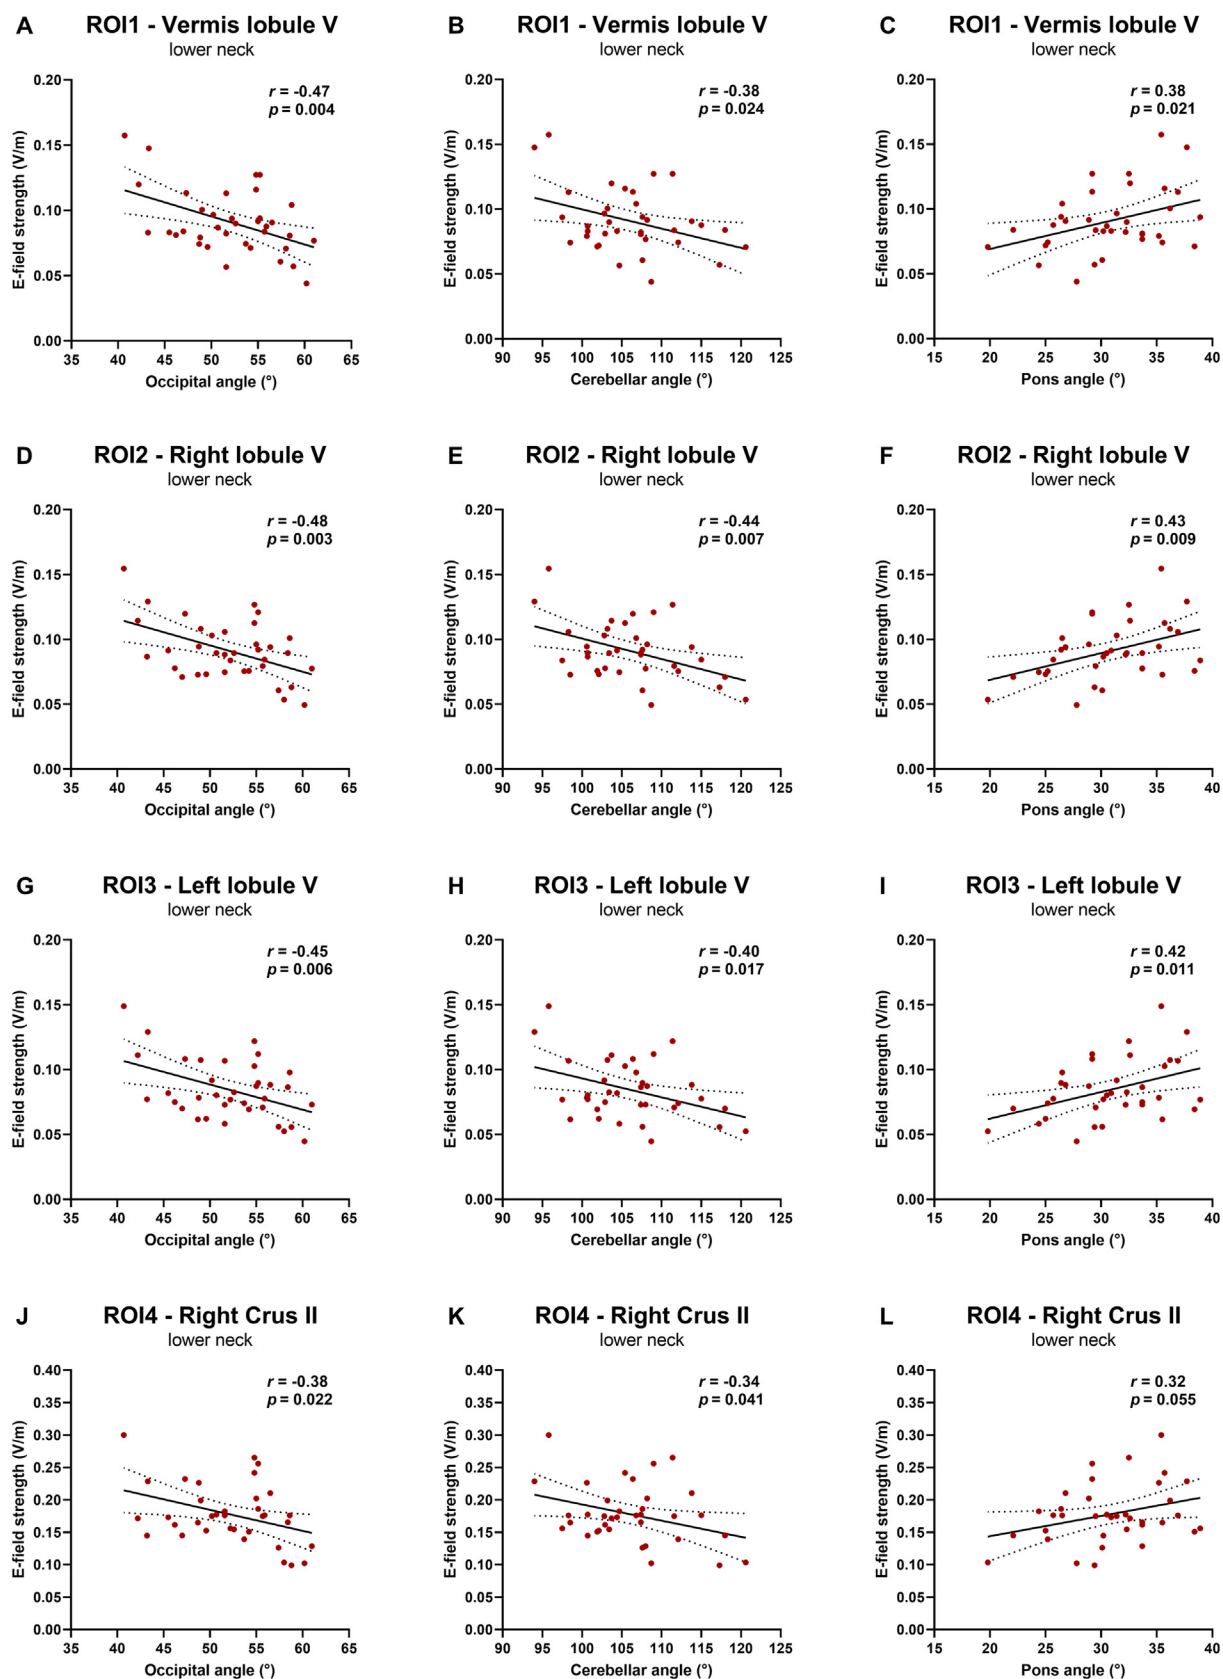 A
ROI1 - Vermis lobule V
lower neck
r = -0.47
p = 0.004
E-field strength (V/m)
0.20
0.15
0.10
0.05
0.00
35 40 45 50 55 60 65
Occipital angle (°)
B
ROI1 - Vermis lobule V
lower neck
r = -0.38
p = 0.024
E-field strength (V/m)
0.20
0.15
0.10
0.05
0.00
90 95 100 105 110 115 120 125
Cerebellar angle (°)
C
ROI1 - Vermis lobule V
lower neck
r = 0.38
p = 0.021
E-field strength (V/m)
0.20
0.15
0.10
0.05
0.00
15 20 25 30 35 40
Pons angle (°)
D
ROI2 - Right lobule V
lower neck
r = -0.48
p = 0.003
E-field strength (V/m)
0.20
0.15
0.10
0.05
0.00
35 40 45 50 55 60 65
Occipital angle (°)
E
ROI2 - Right lobule V
lower neck
r = -0.44
p = 0.007
E-field strength (V/m)
0.20
0.15
0.10
0.05
0.00
90 95 100 105 110 115 120 125
Cerebellar angle (°)
F
ROI2 - Right lobule V
lower neck
r = 0.43
p = 0.009
E-field strength (V/m)
0.20
0.15
0.10
0.05
0.00
15 20 25 30 35 40
Pons angle (°)
G
ROI3 - Left lobule V
lower neck
r = -0.45
p = 0.006
E-field strength (V/m)
0.20
0.15
0.10
0.05
0.00
35 40 45 50 55 60 65
Occipital angle (°)
H
ROI3 - Left lobule V
lower neck
r = -0.40
p = 0.017
E-field strength (V/m)
0.20
0.15
0.10
0.05
0.00
90 95 100 105 110 115 120 125
Cerebellar angle (°)
I
ROI3 - Left lobule V
lower neck
r = 0.42
p = 0.011
E-field strength (V/m)
0.20
0.15
0.10
0.05
0.00
15 20 25 30 35 40
Pons angle (°)
J
ROI4 - Right Crus II
lower neck
r = -0.38
p = 0.022
E-field strength (V/m)
0.40
0.35
0.30
0.25
0.20
0.15
0.10
0.05
0.00
35 40 45 50 55 60 65
Occipital angle (°)
K
ROI4 - Right Crus II
lower neck
r = -0.34
p = 0.041
E-field strength (V/m)
0.40
0.35
0.30
0.25
0.20
0.15
0.10
0.05
0.00
90 95 100 105 110 115 120 125
Cerebellar angle (°)
L
ROI4 - Right Crus II
lower neck
r = 0.32
p = 0.055
E-field strength (V/m)
0.40
0.35
0.30
0.25
0.20
0.15
0.10
0.05
0.00
15 20 25 30 35 40
Pons angle (°)